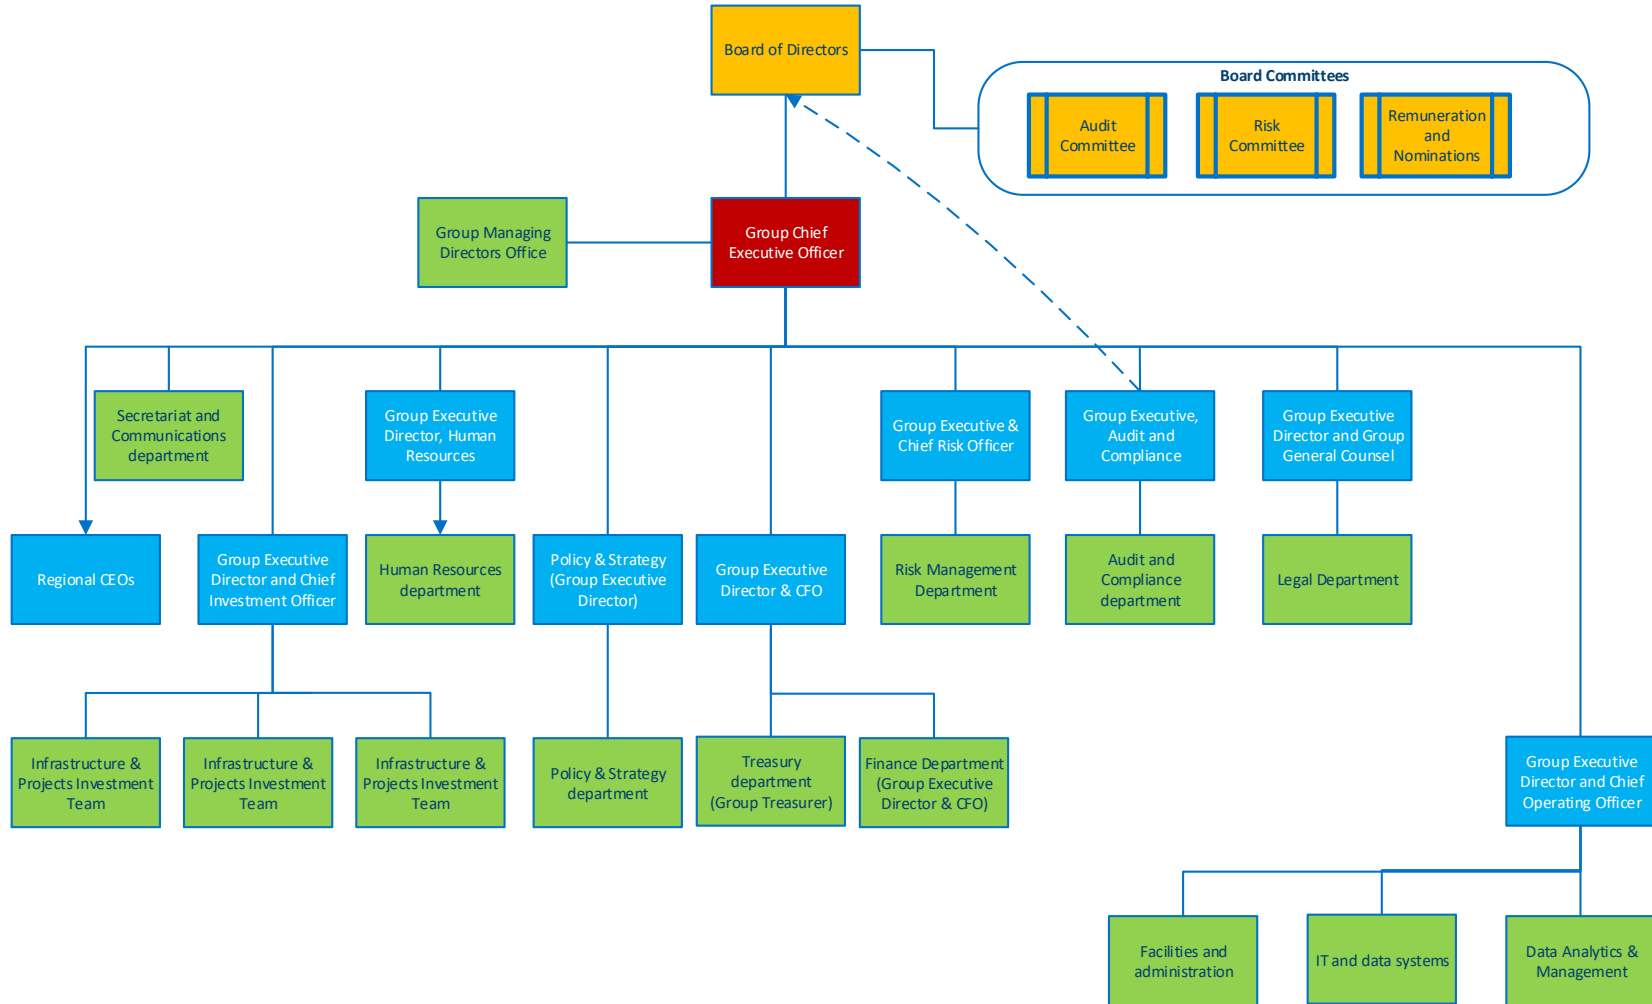 Board of Directors
Board Committees
Audit
Committee
Risk
Committee
Remuneration
and
Nominations
Group Managing
Directors Office
Group Chief
Executive Officer
Secretariat and
Communications
department
Group Executive
Director, Human
Resources
Group Executive &
Chief Risk Officer
Group Executive,
Audit and
Compliance
Group Executive
Director and Group
General Counsel
Regional CEOs
Group Executive
Director and Chief
Investment Officer
Human Resources
department
Policy & Strategy
(Group Executive
Director)
Group Executive
Director & CFO
Risk Management
Department
Audit and
Compliance
department
Legal Department
Infrastructure &
Projects Investment
Team
Infrastructure &
Projects Investment
Team
Infrastructure &
Projects Investment
Team
Policy & Strategy
department
Treasury
department
(Group Treasurer)
Finance Department
(Group Executive
Director & CFO)
Group Executive
Director and Chief
Operating Officer
Facilities and
administration
IT and data systems
Data Analytics &
Management